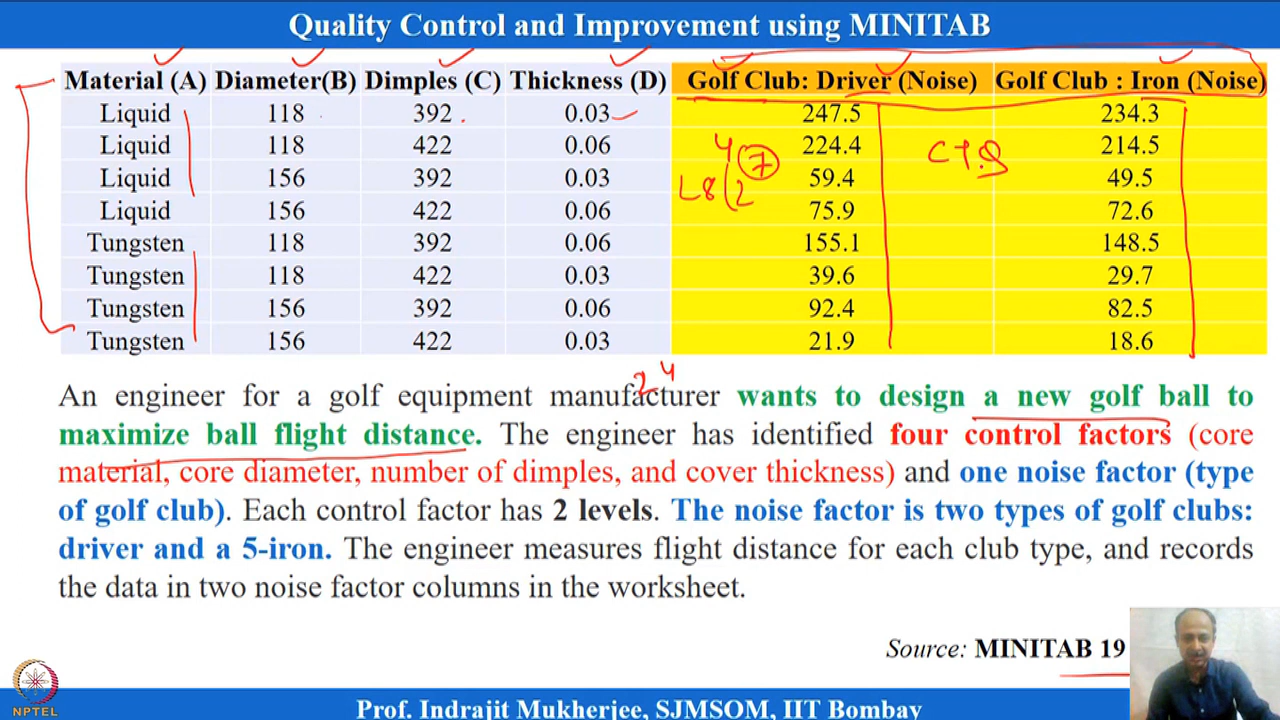 Quality Control and Improvement using MINITAB
Material (A) Diameter(B) Dimples (C) Thickness (D) Golf Club: Driver (Noise) Golf Club : Iron (Noise)
Liquid 118 392 0.03 247.5 234.3
Liquid 118 422 0.06 224.4 214.5
Liquid 156 392 0.03 59.4 49.5
Liquid 156 422 0.06 75.9 72.6
Tungsten 118 392 0.06 155.1 148.5
Tungsten 118 422 0.03 39.6 29.7
Tungsten 156 392 0.06 92.4 82.5
Tungsten 156 422 0.03 21.9 18.6
4
7
L8(2
CTQ
2 4
An engineer for a golf equipment manufacturer wants to design a new golf ball to
maximize ball flight distance. The engineer has identified four control factors (core
material, core diameter, number of dimples, and cover thickness) and one noise factor (type
of golf club). Each control factor has 2 levels. The noise factor is two types of golf clubs:
driver and a 5-iron. The engineer measures flight distance for each club type, and records
the data in two noise factor columns in the worksheet.
Source: MINITAB 19
NPTEL
Prof. Indrajit Mukherjee, SJMSOM, IIT Bombay